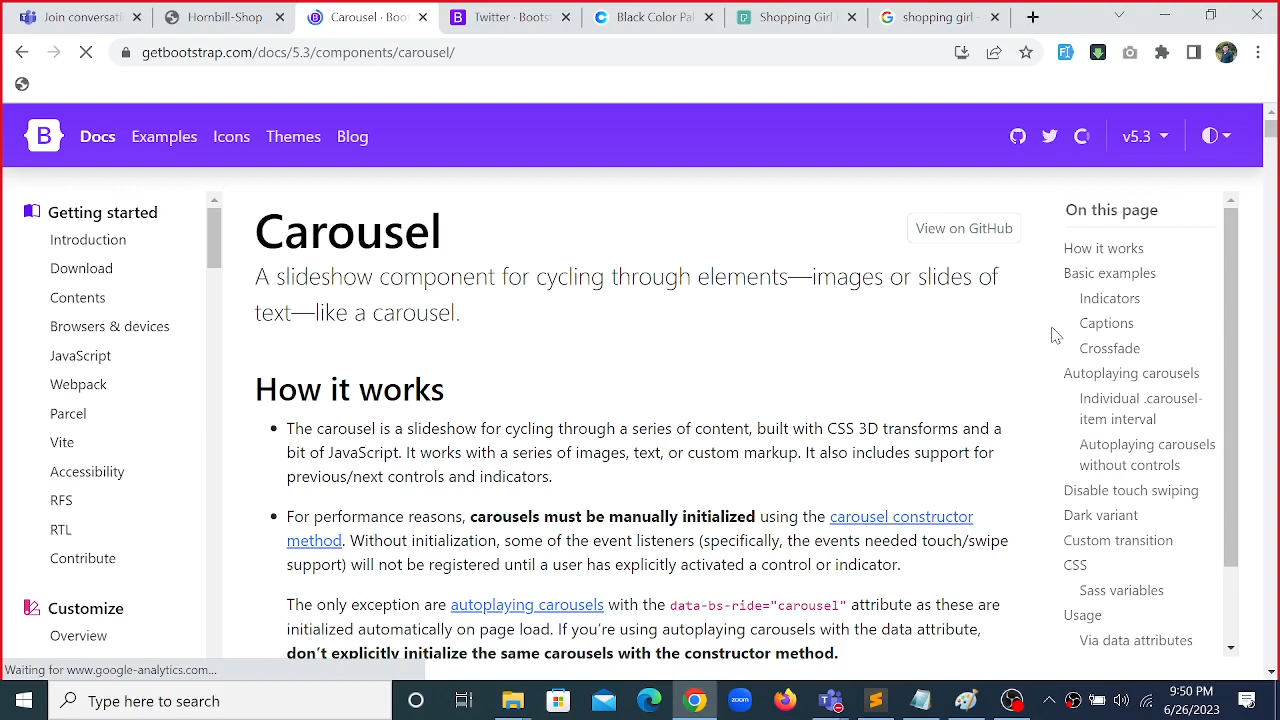 Join conversati
Hornbill-Shop
Carousel · Boo
Twitter · Bootst
Black Color Pal
Shopping Girl
shopping girl -
getbootstrap.com/docs/5.3/components/carousel/
B
Docs
Examples
Icons
Themes
Blog
v5.3
Getting started
Introduction
Download
Contents
Browsers & devices
JavaScript
Webpack
Parcel
Vite
Accessibility
RFS
RTL
Contribute
Customize
Overview
Carousel
View on GitHub
A slideshow component for cycling through elements—images or slides of
text—like a carousel.
How it works
The carousel is a slideshow for cycling through a series of content, built with CSS 3D transforms and a
bit of JavaScript. It works with a series of images, text, or custom markup. It also includes support for
previous/next controls and indicators.
For performance reasons, carousels must be manually initialized using the carousel constructor
method. Without initialization, some of the event listeners (specifically, the events needed touch/swipe
support) will not be registered until a user has explicitly activated a control or indicator.
The only exception are autoplaying carousels with the data-bs-ride="carousel" attribute as these are
initialized automatically on page load. If you're using autoplaying carousels with the data attribute,
don't explicitly initialize the same carousels with the constructor method.
On this page
How it works
Basic examples
Indicators
Captions
Crossfade
Autoplaying carousels
Individual .carousel-
item interval
Autoplaying carousels
without controls
Disable touch swiping
Dark variant
Custom transition
CSS
Sass variables
Usage
Via data attributes
Waiting for www.google-analytics.com...
Type here to search
zoom
9:50 PM
6/26/2023